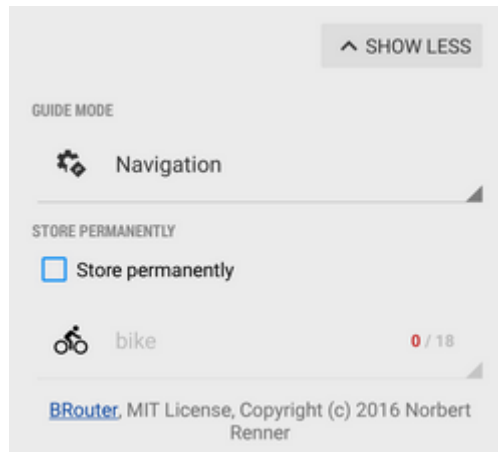 SHOW LESS
GUIDE MODE
Navigation
STORE PERMANENTLY
Store permanently
bike 0 / 18
BRouter, MIT License, Copyright (c) 2016 Norbert
Renner